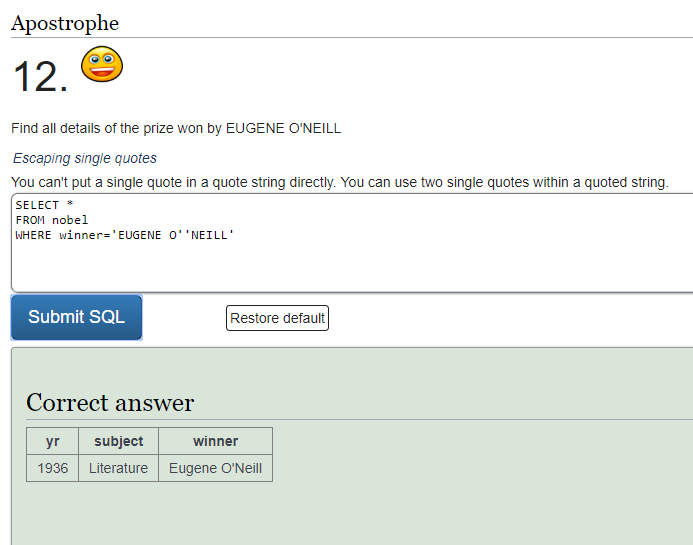 Apostrophe
12.
Find all details of the prize won by EUGENE O'NEILL
Escaping single quotes
You can't put a single quote in a quote string directly. You can use two single quotes within a quoted string.
SELECT *
FROM nobel
WHERE winner='EUGENE O''NEILL'
Submit SQL
Restore default
Correct answer
yr subject winner
1936 Literature Eugene O'Neill